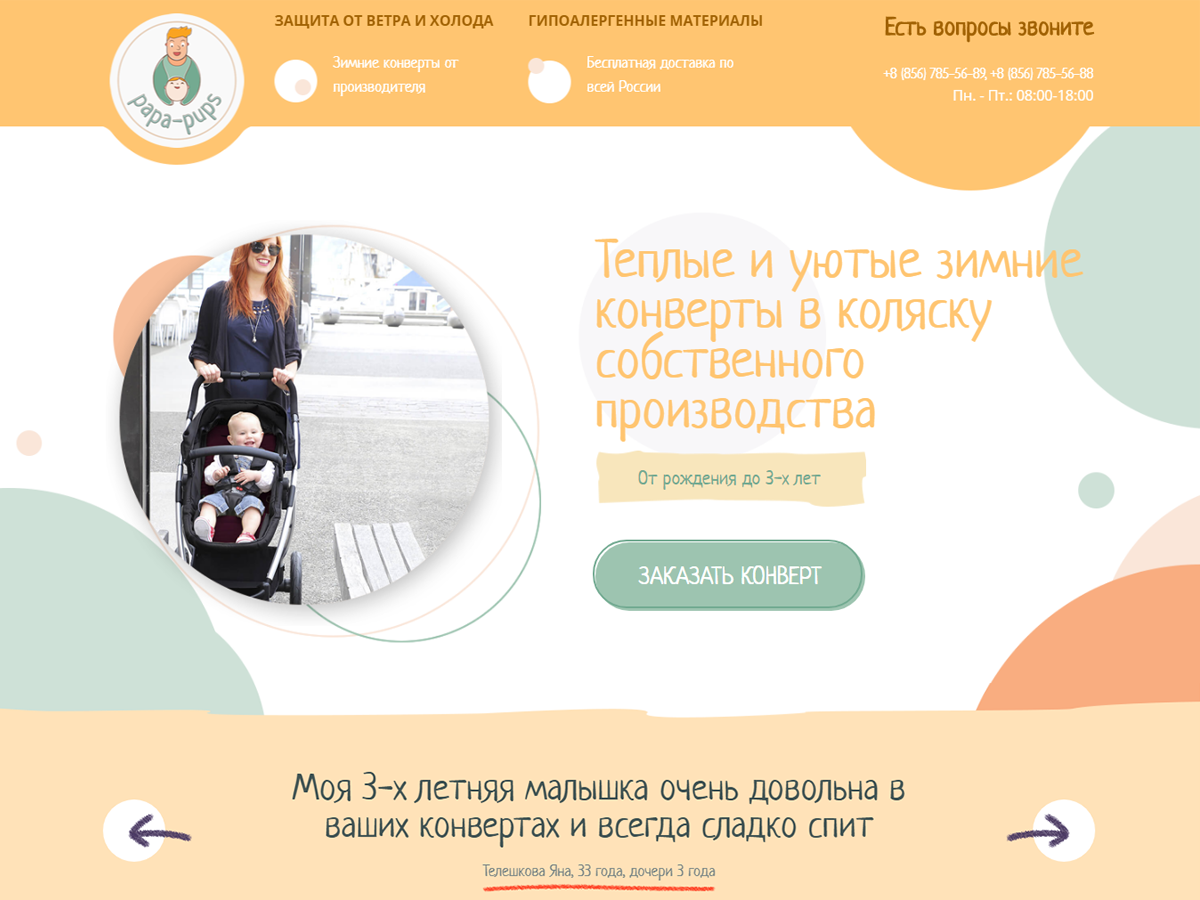 papa-pups
ЗАЩИТА ОТ ВЕТРА И ХОЛОДА
Зимние конверты от
производителя
ГИПОАЛЕРГЕННЫЕ МАТЕРИАЛЫ
Бесплатная доставка по
всей России
Есть вопросы звоните
+8 (856) 785-56-89, +8 (856) 785-56-88
Пн. - Пт.: 08:00-18:00
Теплые и уютые зимние
конверты в коляску
собственного
производства
От рождения до 3-х лет
ЗАКАЗАТЬ КОНВЕРТ
Моя 3-х летняя малышка очень довольна в
ваших конвертах и всегда сладко спит
Телешкова Яна, 33 года, дочери 3 года